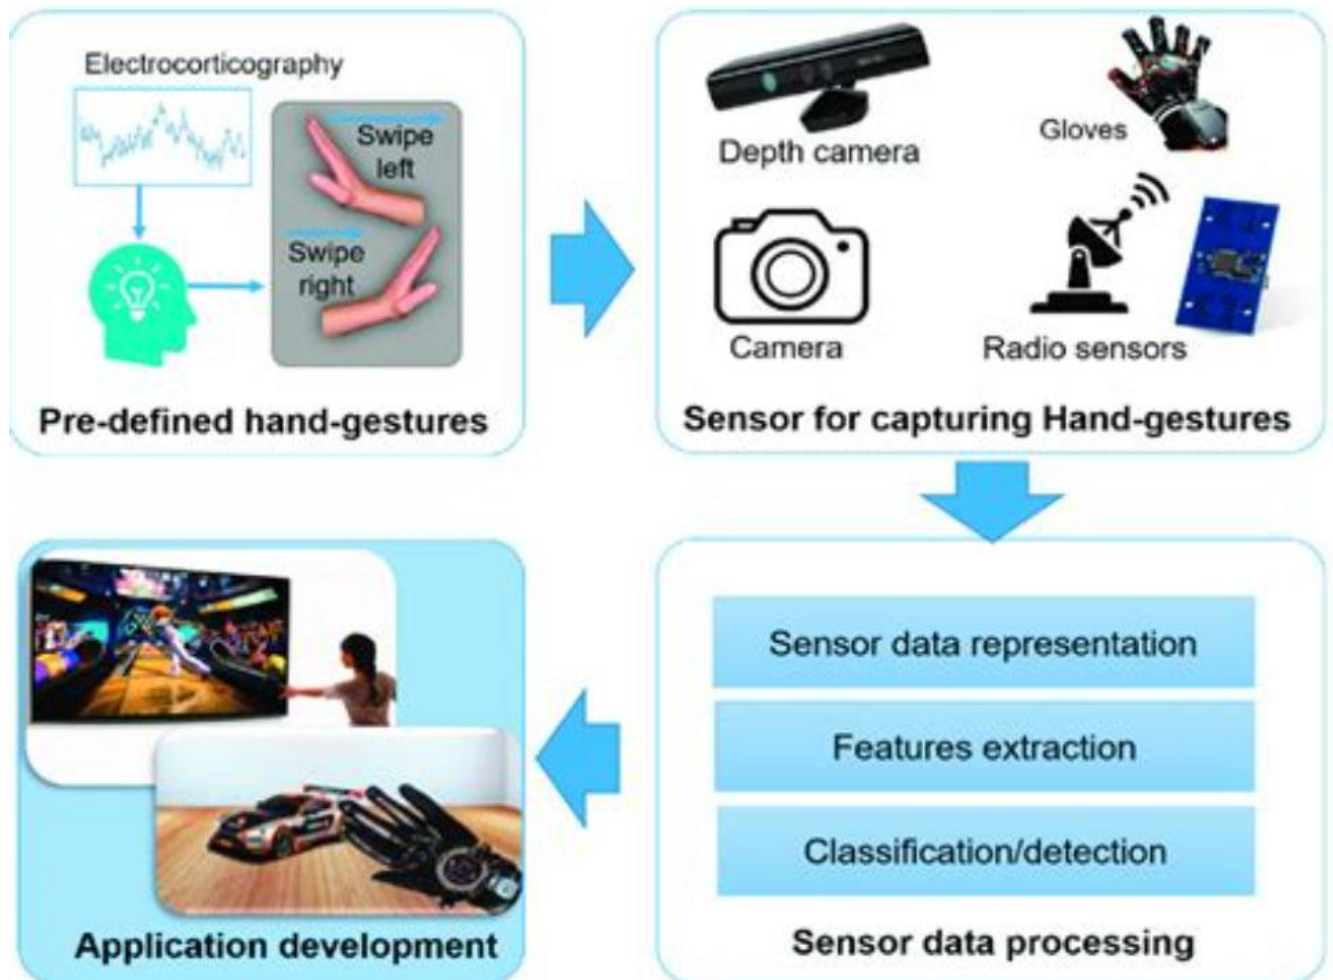 Electrocorticography
Swipe
left
Swipe
right
Pre-defined hand-gestures
Depth camera
Gloves
Camera
Radio sensors
Sensor for capturing Hand-gestures
Sensor data representation
Features extraction
Classification/detection
Sensor data processing
Application development